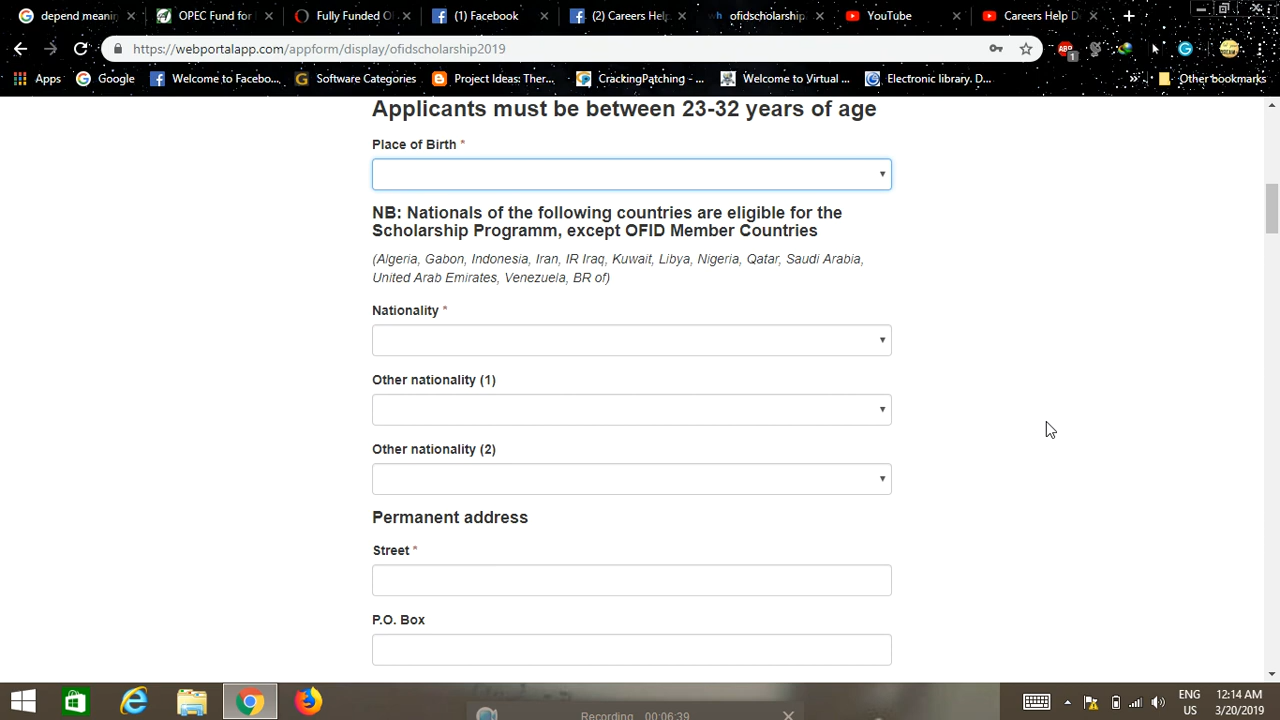 depend meani
OPEC Fund for
Fully Funded O
(1) Facebook
(2) Careers Help
ofidscholarship
YouTube
Careers Help D
https://webportalapp.com/appform/display/ofidscholarship2019
ABP
1
Apps
Google
Welcome to Facebo...
Software Categories
Project Ideas: Ther...
CrackingPatching - ...
Welcome to Virtual ...
Electronic library. D...
Other bookmarks
Applicants must be between 23-32 years of age
Place of Birth *
NB: Nationals of the following countries are eligible for the
Scholarship Programm, except OFID Member Countries
(Algeria, Gabon, Indonesia, Iran, IR Iraq, Kuwait, Libya, Nigeria, Qatar, Saudi Arabia,
United Arab Emirates, Venezuela, BR of)
Nationality *
Other nationality (1)
Other nationality (2)
Permanent address
Street *
P.O. Box
Recording 00:06:39
ENG
US
12:14 AM
3/20/2019